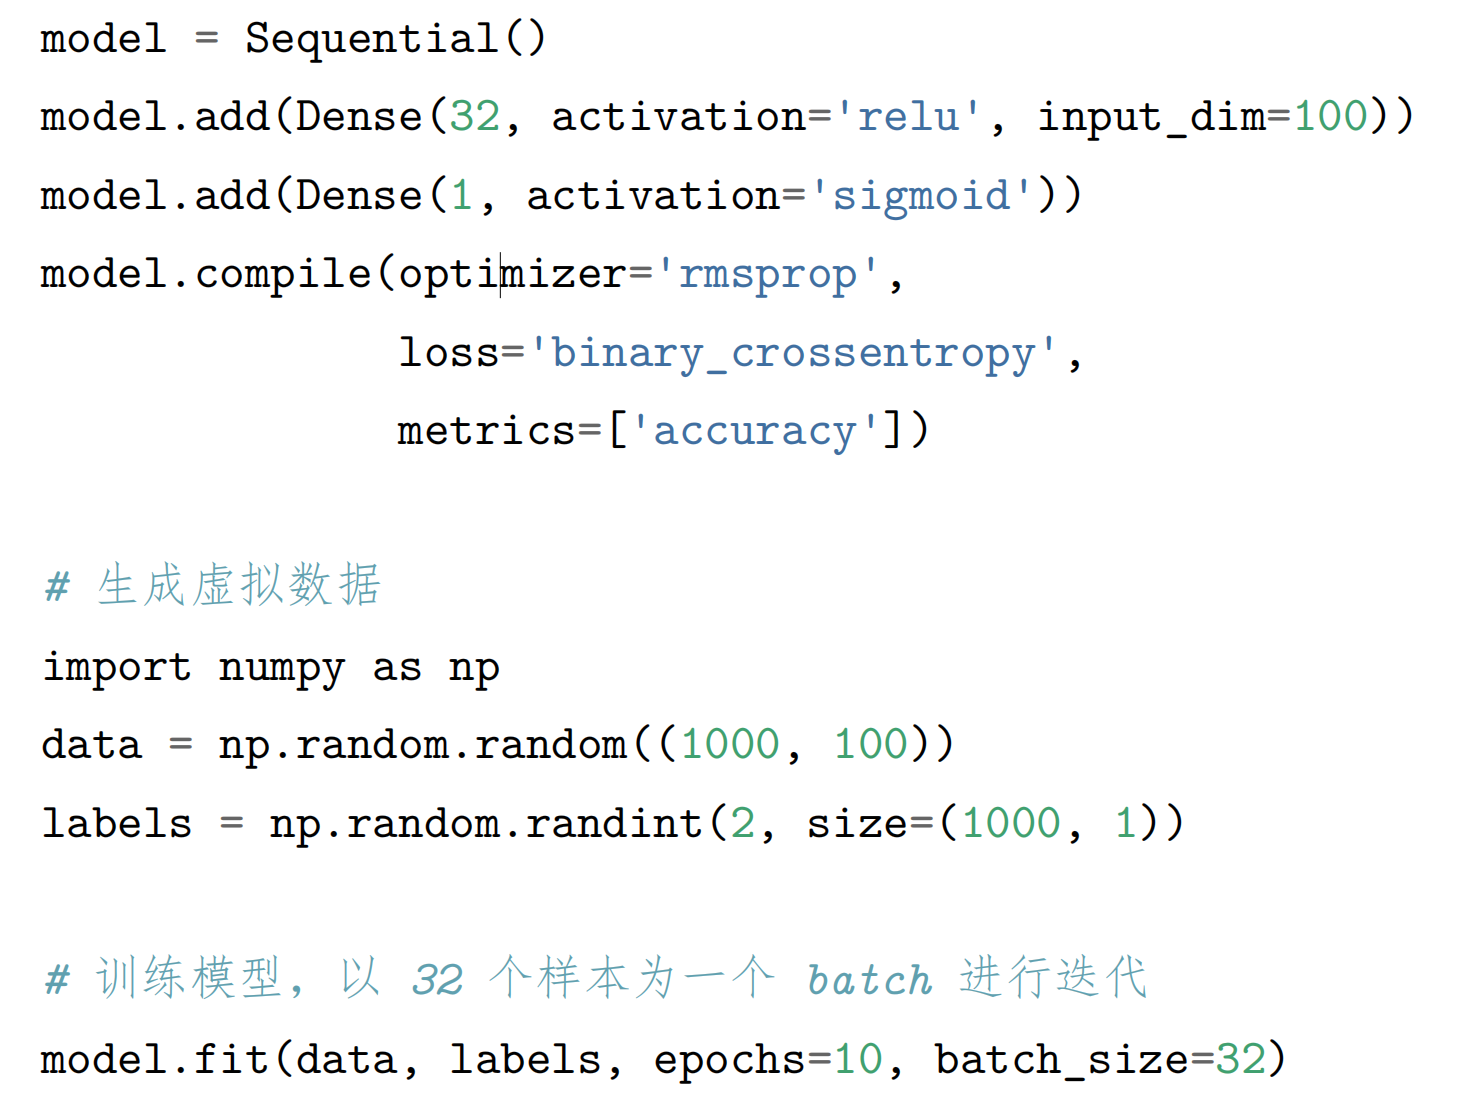 model = Sequential()
model.add(Dense(32, activation='relu', input_dim=100))
model.add(Dense(1, activation='sigmoid'))
model.compile(optimizer='rmsprop',
              loss='binary_crossentropy',
              metrics=['accuracy'])

# 生成虚拟数据
import numpy as np
data = np.random.random((1000, 100))
labels = np.random.randint(2, size=(1000, 1))

# 训练模型，以 32 个样本为一个 batch 进行迭代
model.fit(data, labels, epochs=10, batch_size=32)